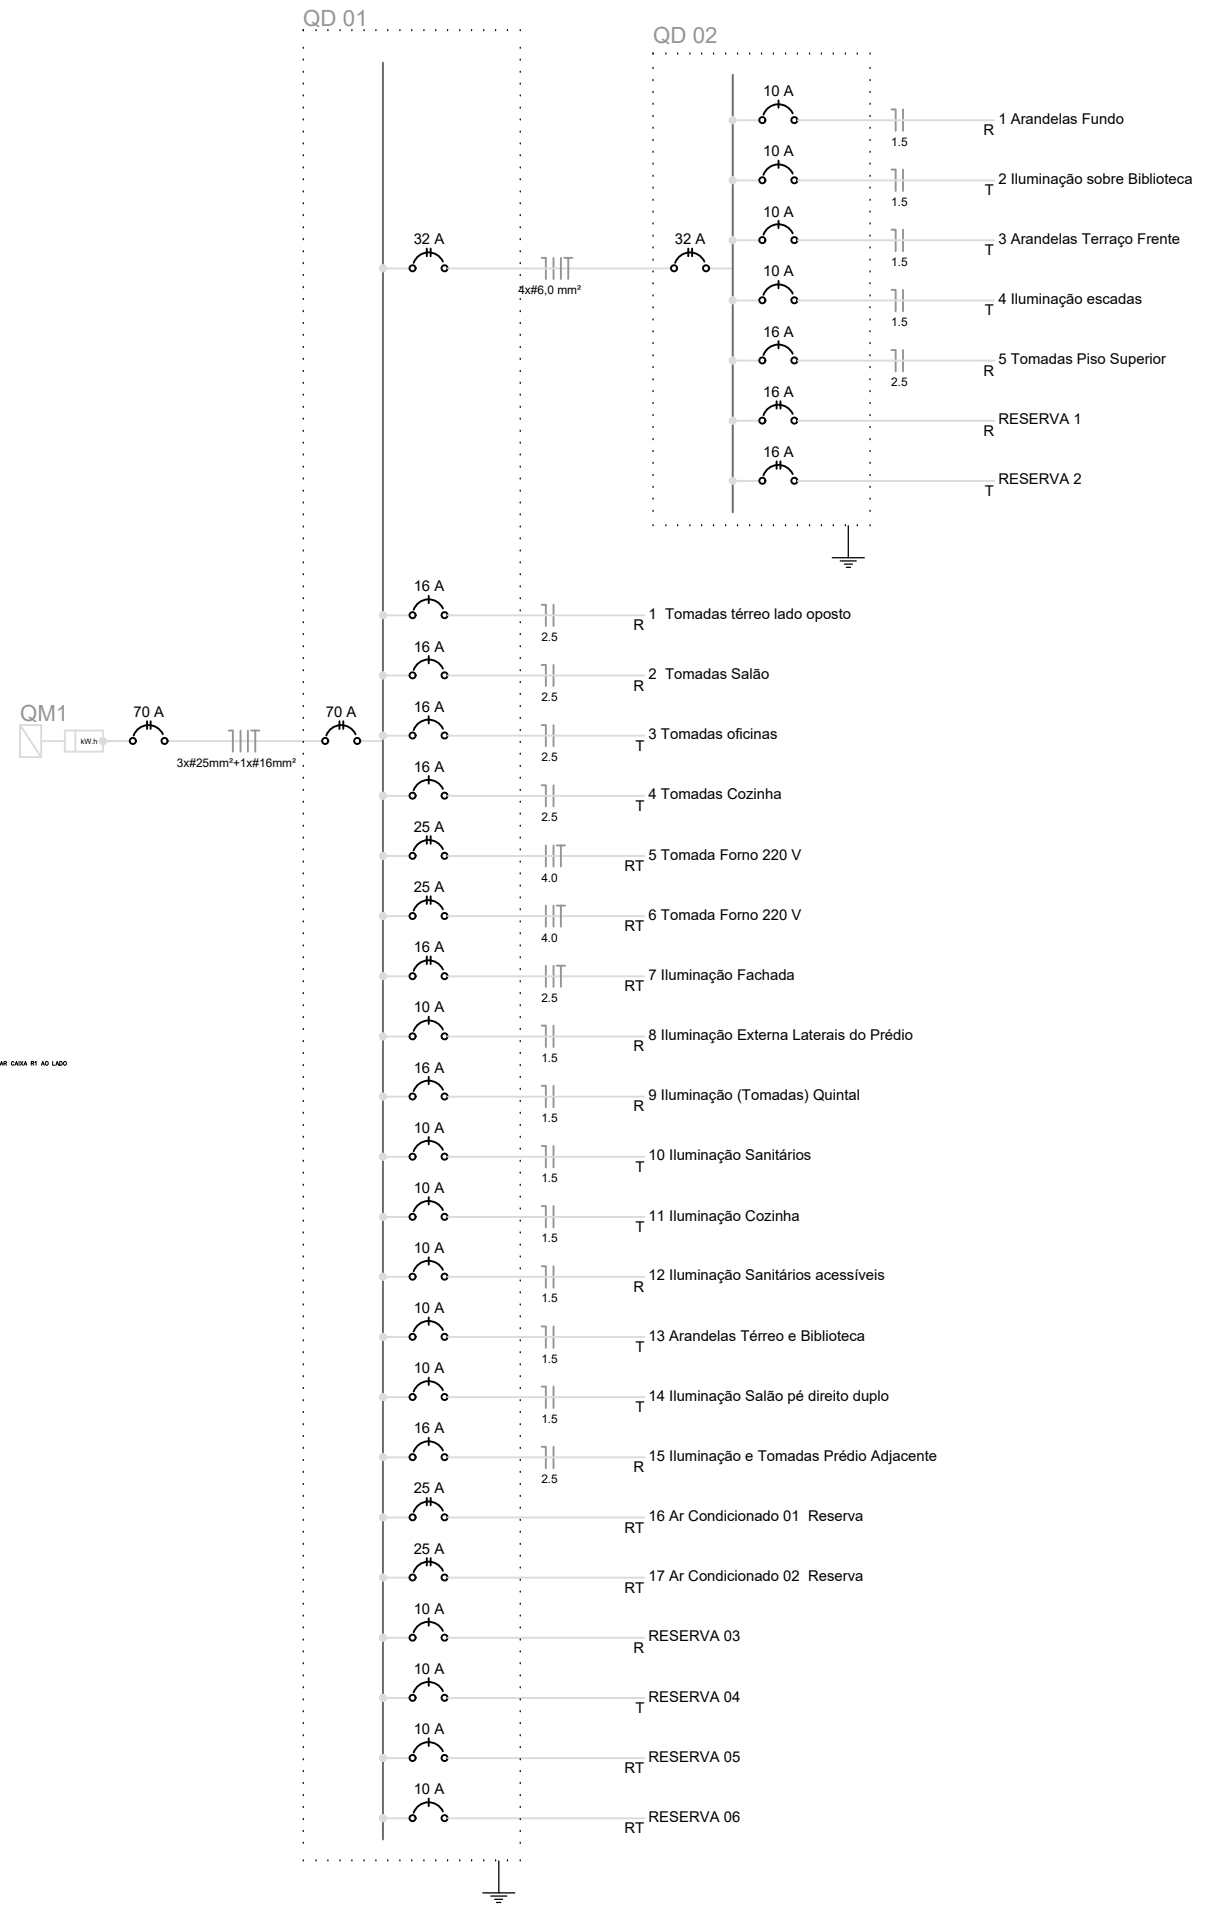 QD 01
QD 02
10 A
1 Arandelas Fundo
R
1.5
10 A
2 Iluminação sobre Biblioteca
T
1.5
10 A
3 Arandelas Terraço Frente
T
1.5
32 A
4x#6,0 mm²
32 A
10 A
4 Iluminação escadas
T
1.5
16 A
5 Tomadas Piso Superior
R
2.5
16 A
RESERVA 1
R
16 A
RESERVA 2
T
16 A
1 Tomadas térreo lado oposto
R
2.5
16 A
2 Tomadas Salão
R
2.5
QM1
kW.h
70 A
3x#25mm²+1x#16mm²
70 A
16 A
3 Tomadas oficinas
T
2.5
16 A
4 Tomadas Cozinha
T
2.5
25 A
5 Tomada Forno 220 V
RT
4.0
25 A
6 Tomada Forno 220 V
RT
4.0
16 A
7 Iluminação Fachada
RT
2.5
10 A
8 Iluminação Externa Laterais do Prédio
R
1.5
AR CAIXA R1 AO LADO
16 A
9 Iluminação (Tomadas) Quintal
R
1.5
10 A
10 Iluminação Sanitários
T
1.5
10 A
11 Iluminação Cozinha
T
1.5
10 A
12 Iluminação Sanitários acessíveis
R
1.5
10 A
13 Arandelas Térreo e Biblioteca
T
1.5
10 A
14 Iluminação Salão pé direito duplo
T
1.5
16 A
15 Iluminação e Tomadas Prédio Adjacente
R
2.5
25 A
16 Ar Condicionado 01 Reserva
RT
25 A
17 Ar Condicionado 02 Reserva
RT
10 A
RESERVA 03
R
10 A
RESERVA 04
T
10 A
RESERVA 05
RT
10 A
RESERVA 06
RT